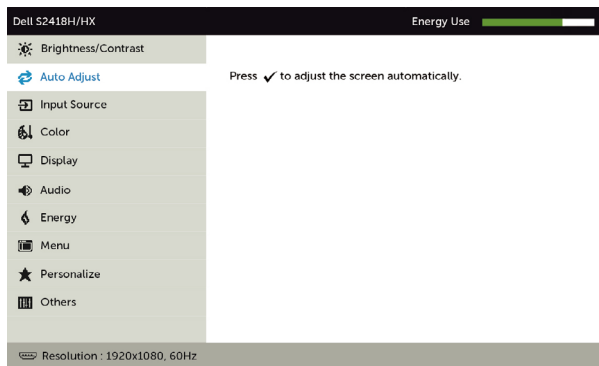 Dell S2418H/HX Energy Use
Brightness/Contrast
Auto Adjust
Press ✓ to adjust the screen automatically.
Input Source
Color
Display
Audio
Energy
Menu
Personalize
Others
Resolution : 1920x1080, 60Hz